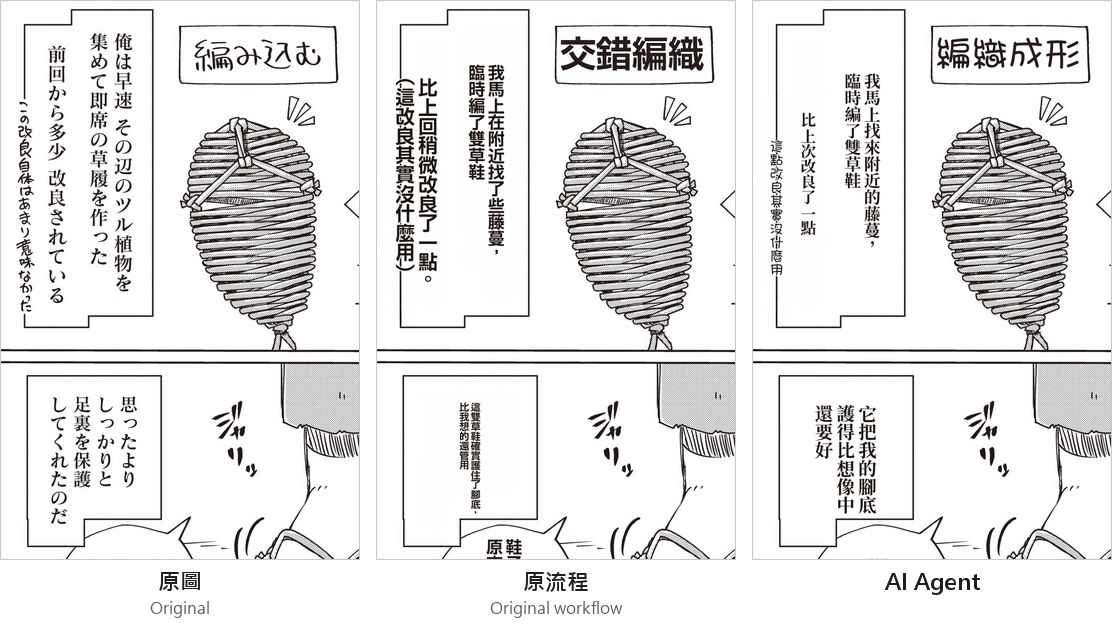 編み込む
俺は早速 その辺のツル植物を
集めて即席の草履を作った
前回から多少 改良されている
この改良自体はあまり意味なかった
思ったより
しっかりと
足裏を保護
してくれたのだ
ジャリッ
交錯編織
我馬上在附近找了些藤蔓，
臨時編了雙草鞋
比上回稍微改良了一點。
(這改良其實沒什麼用)
這雙草鞋確實護住了腳底，
比我想的還管用
ジャリッ
編織成形
我馬上找來附近的藤蔓，
臨時編了雙草鞋
比上次改良了一點
這點改良其實沒什麼用
它把我的腳底
護得比想像中
還要好
ジャリッ
原圖
Original
原流程
Original workflow
AI Agent